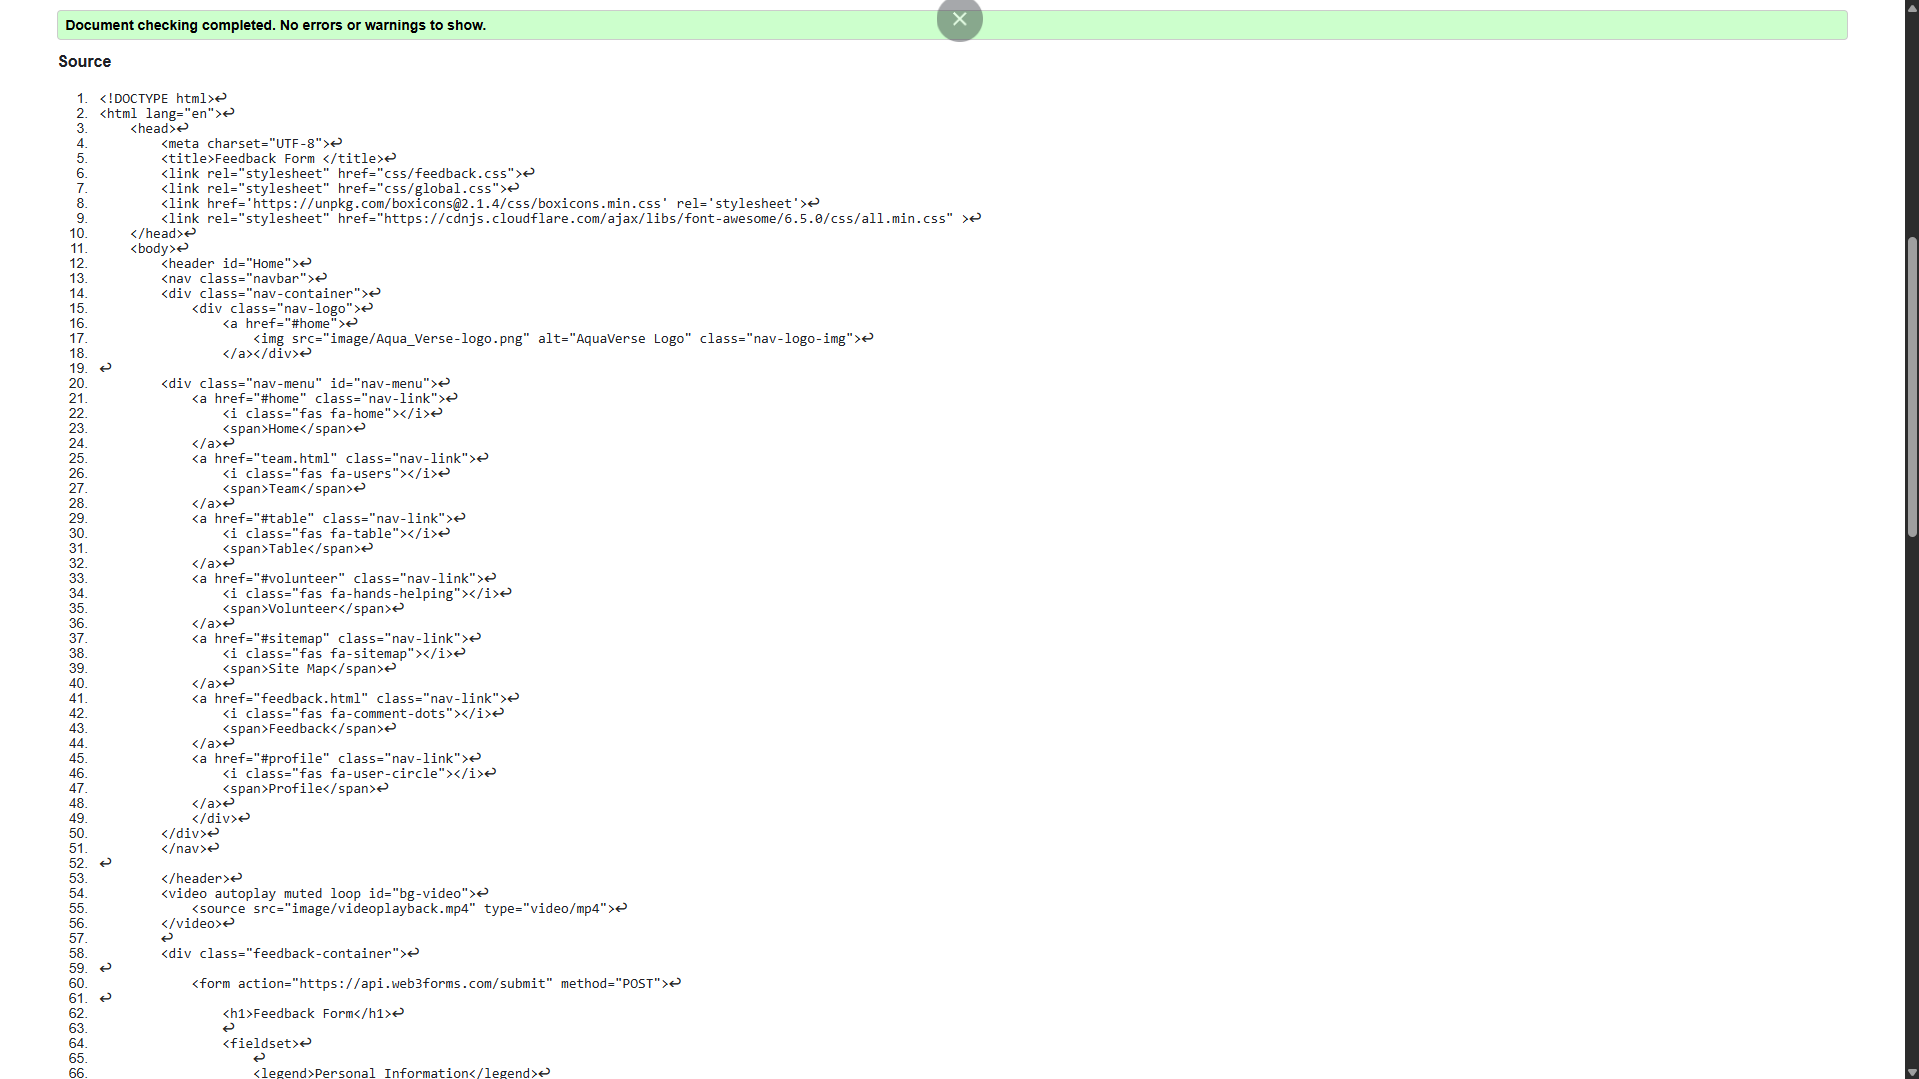 Document checking completed. No errors or warnings to show.
Source
1. <!DOCTYPE html>↩
2. <html lang="en">↩
3.     <head>↩
4.         <meta charset="UTF-8">↩
5.         <title>Feedback Form </title>↩
6.         <link rel="stylesheet" href="css/feedback.css">↩
7.         <link rel="stylesheet" href="css/global.css">↩
8.         <link href='https://unpkg.com/boxicons@2.1.4/css/boxicons.min.css' rel='stylesheet'>↩
9.         <link rel="stylesheet" href="https://cdnjs.cloudflare.com/ajax/libs/font-awesome/6.5.0/css/all.min.css" >↩
10.     </head>↩
11.     <body>↩
12.         <header id="Home">↩
13.         <nav class="navbar">↩
14.         <div class="nav-container">↩
15.             <div class="nav-logo">↩
16.                 <a href="#home">↩
17.                     <img src="image/Aqua_Verse-logo.png" alt="AquaVerse Logo" class="nav-logo-img">↩
18.                 </a></div>↩
19. ↩
20.         <div class="nav-menu" id="nav-menu">↩
21.             <a href="#home" class="nav-link">↩
22.                 <i class="fas fa-home"></i>↩
23.                 <span>Home</span>↩
24.             </a>↩
25.             <a href="team.html" class="nav-link">↩
26.                 <i class="fas fa-users"></i>↩
27.                 <span>Team</span>↩
28.             </a>↩
29.             <a href="#table" class="nav-link">↩
30.                 <i class="fas fa-table"></i>↩
31.                 <span>Table</span>↩
32.             </a>↩
33.             <a href="#volunteer" class="nav-link">↩
34.                 <i class="fas fa-hands-helping"></i>↩
35.                 <span>Volunteer</span>↩
36.             </a>↩
37.             <a href="#sitemap" class="nav-link">↩
38.                 <i class="fas fa-sitemap"></i>↩
39.                 <span>Site Map</span>↩
40.             </a>↩
41.             <a href="feedback.html" class="nav-link">↩
42.                 <i class="fas fa-comment-dots"></i>↩
43.                 <span>Feedback</span>↩
44.             </a>↩
45.             <a href="#profile" class="nav-link">↩
46.                 <i class="fas fa-user-circle"></i>↩
47.                 <span>Profile</span>↩
48.             </a>↩
49.             </div>↩
50.         </div>↩
51.         </nav>↩
52. ↩
53.         </header>↩
54.         <video autoplay muted loop id="bg-video">↩
55.             <source src="image/videoplayback.mp4" type="video/mp4">↩
56.         </video>↩
57.         ↩
58.         <div class="feedback-container">↩
59. ↩
60.             <form action="https://api.web3forms.com/submit" method="POST">↩
61. ↩
62.                 <h1>Feedback Form</h1>↩
63.                 ↩
64.                 <fieldset>↩
65.                     ↩
66.                     <legend>Personal Information</legend>↩